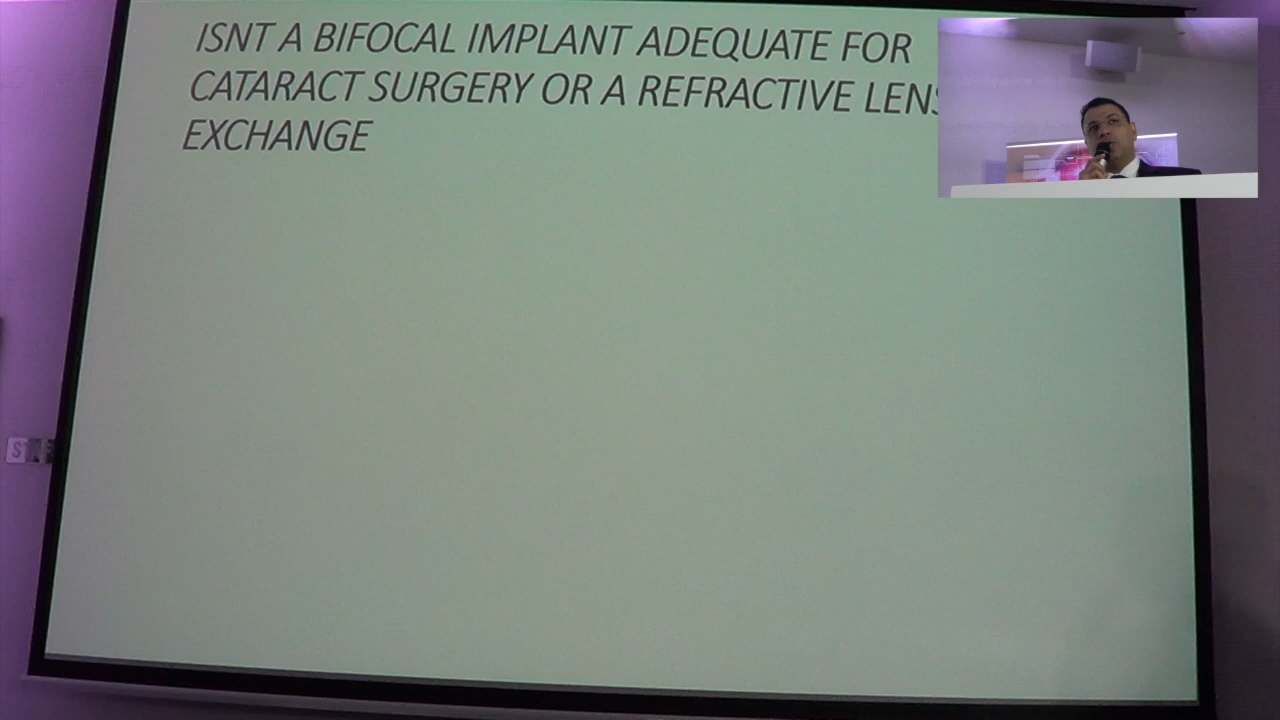 ISNT A BIFOCAL IMPLANT ADEQUATE FOR
CATARACT SURGERY OR A REFRACTIVE LENS
EXCHANGE